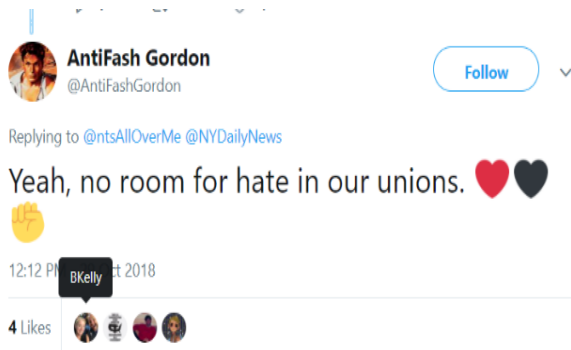 AntiFash Gordon
@AntiFashGordon
Follow
Replying to @ntsAllOverMe @NYDailyNews
Yeah, no room for hate in our unions. ❤️🖤
✊
12:12 ct 2018
BKelly
4 Likes